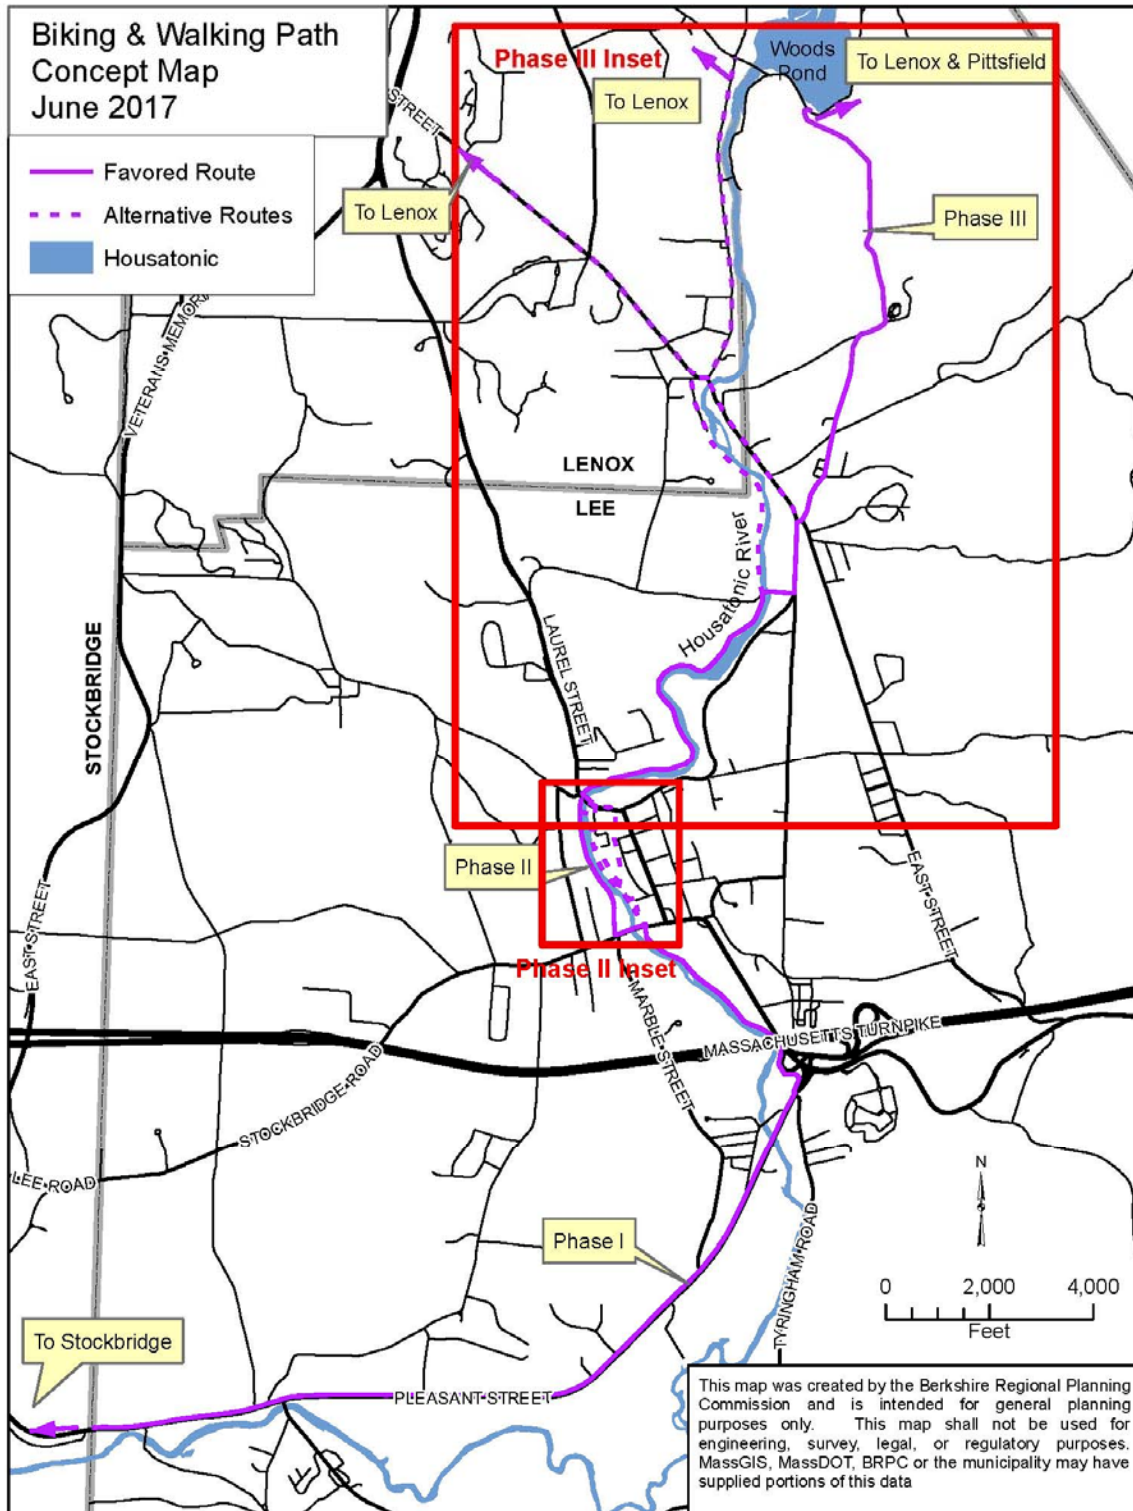 Biking & Walking Path
Concept Map
June 2017
Favored Route
Alternative Routes
Housatonic
Phase III Inset
Woods
Pond
To Lenox & Pittsfield
To Lenox
STREET
To Lenox
Phase III
VETERANS MEMORI
LENOX
LEE
Housatonic River
STOCKBRIDGE
LAUREL STREET
Phase II
EAST STREET
EAST STREET
Phase II Inset
MARBLE STREET
MASSACHUSETTS TURNPIKE
STOCKBRIDGE ROAD
LEE ROAD
N
Phase I
TYRINGHAM ROAD
0 2,000 4,000
Feet
To Stockbridge
PLEASANT STREET
This map was created by the Berkshire Regional Planning
Commission and is intended for general planning
purposes only. This map shall not be used for
engineering, survey, legal, or regulatory purposes.
MassGIS, MassDOT, BRPC or the municipality may have
supplied portions of this data